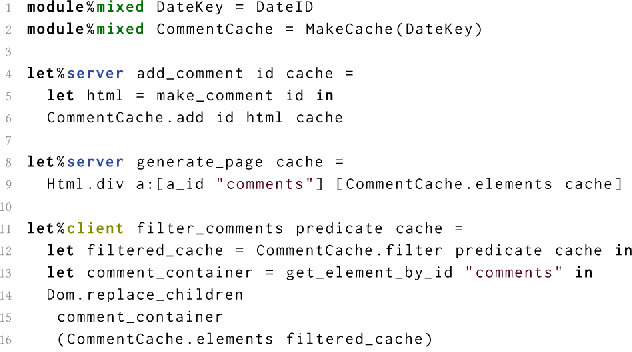 1 module%mixed DateKey = DateID
2 module%mixed CommentCache = MakeCache(DateKey)
3
4 let%server add_comment id cache =
5   let html = make_comment id in
6   CommentCache.add id html cache
7
8 let%server generate_page cache =
9   Html.div a:[a_id "comments"] [CommentCache.elements cache]
10
11 let%client filter_comments predicate cache =
12   let filtered_cache = CommentCache.filter predicate cache in
13   let comment_container = get_element_by_id "comments" in
14   Dom.replace_children
15    comment_container
16    (CommentCache.elements filtered_cache)